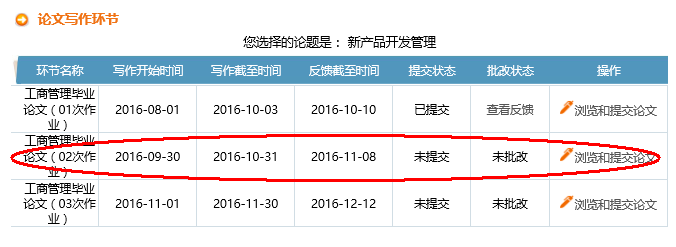 论文写作环节
您选择的论题是： 新产品开发管理
环节名称 写作开始时间 写作截至时间 反馈截至时间 提交状态 批改状态 操作
工商管理毕业
论文（01次作 2016-08-01 2016-10-03 2016-10-10 已提交 查看反馈 浏览和提交论文
业）
工商管理毕业
论文（02次作 2016-09-30 2016-10-31 2016-11-08 未提交 未批改 浏览和提交论文
业）
工商管理毕业
论文（03次作 2016-11-01 2016-11-30 2016-12-12 未提交 未批改 浏览和提交论文
业）